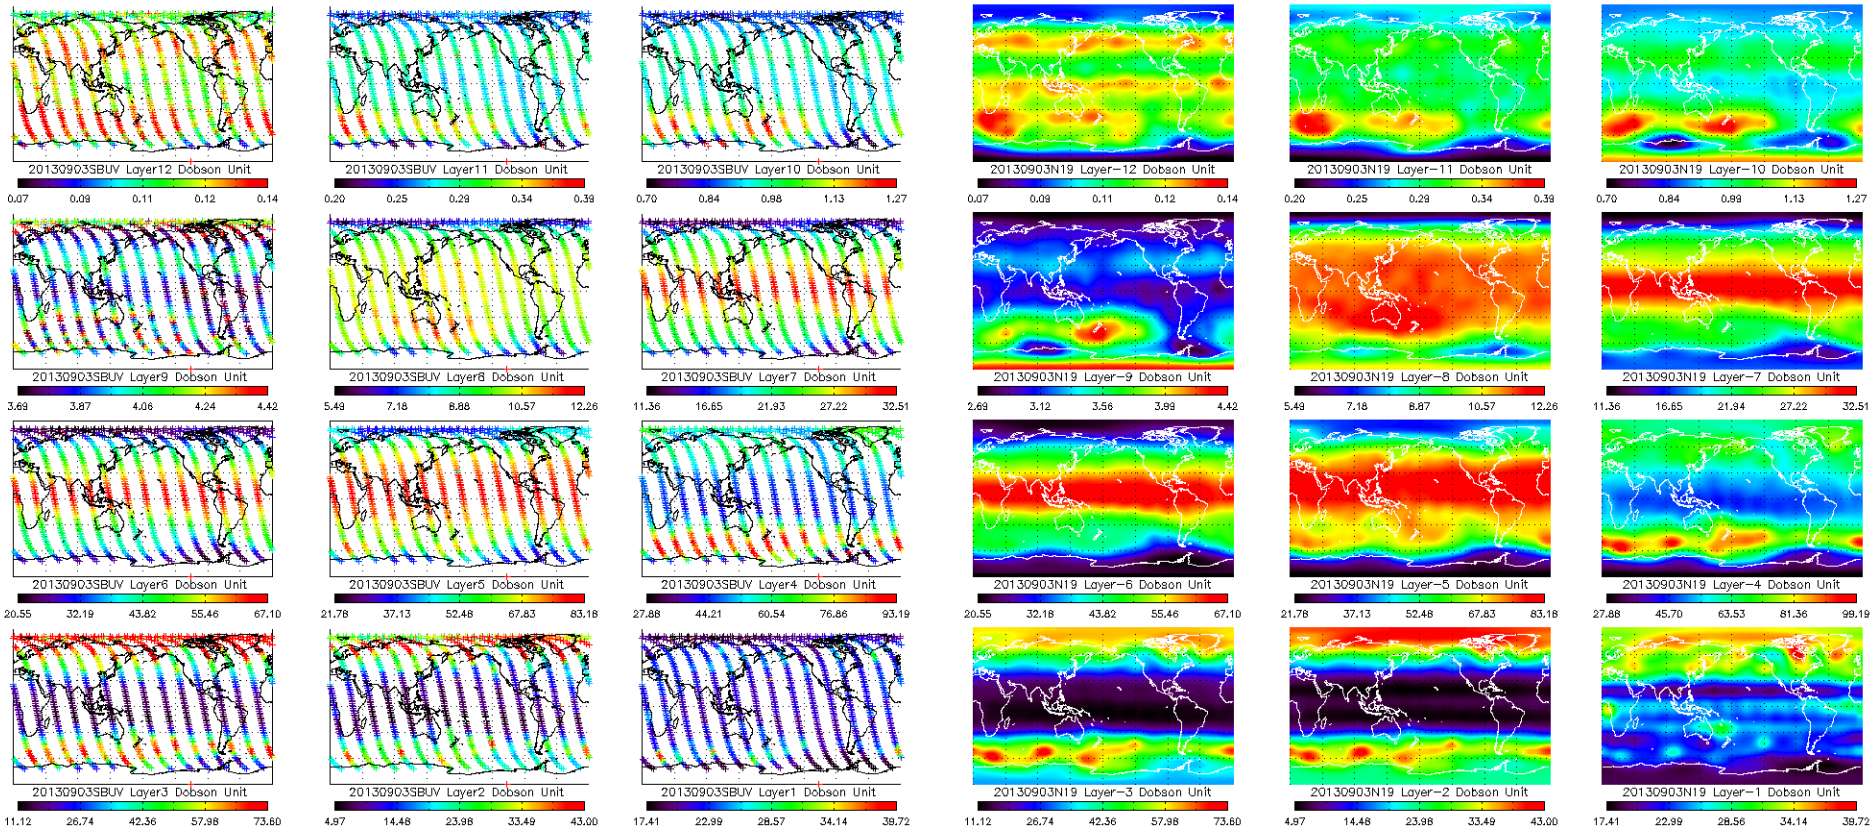 20130903SBUV Layer12 Dobson Unit
0.07 0.09 0.11 0.12 0.14
20130903SBUV Layer11 Dobson Unit
0.20 0.25 0.29 0.34 0.39
20130903SBUV Layer10 Dobson Unit
0.70 0.84 0.98 1.13 1.27
20130903N19 Layer-12 Dobson Unit
0.07 0.09 0.11 0.12 0.14
20130903N19 Layer-11 Dobson Unit
0.20 0.25 0.29 0.34 0.39
20130903N19 Layer-10 Dobson Unit
0.70 0.84 0.99 1.13 1.27
20130903SBUV Layer9 Dobson Unit
3.69 3.87 4.06 4.24 4.42
20130903SBUV Layer8 Dobson Unit
5.49 7.18 8.88 10.57 12.26
20130903SBUV Layer7 Dobson Unit
11.36 16.65 21.93 27.22 32.51
20130903N19 Layer-9 Dobson Unit
2.69 3.12 3.56 3.99 4.42
20130903N19 Layer-8 Dobson Unit
5.49 7.18 8.87 10.57 12.26
20130903N19 Layer-7 Dobson Unit
11.36 16.65 21.94 27.22 32.51
20130903SBUV Layer6 Dobson Unit
20.55 32.19 43.82 55.46 67.10
20130903SBUV Layer5 Dobson Unit
21.78 37.13 52.48 67.83 83.18
20130903SBUV Layer4 Dobson Unit
27.88 44.21 60.54 76.86 93.19
20130903N19 Layer-6 Dobson Unit
20.55 32.18 43.82 55.46 67.10
20130903N19 Layer-5 Dobson Unit
21.78 37.13 52.48 67.83 83.18
20130903N19 Layer-4 Dobson Unit
27.88 45.70 63.53 81.36 99.19
20130903SBUV Layer3 Dobson Unit
11.12 26.74 42.36 57.98 73.60
20130903SBUV Layer2 Dobson Unit
4.97 14.48 23.98 33.49 43.00
20130903SBUV Layer1 Dobson Unit
17.41 22.99 28.57 34.14 39.72
20130903N19 Layer-3 Dobson Unit
11.12 26.74 42.36 57.98 73.60
20130903N19 Layer-2 Dobson Unit
4.97 14.48 23.98 33.49 43.00
20130903N19 Layer-1 Dobson Unit
17.41 22.99 28.56 34.14 39.72